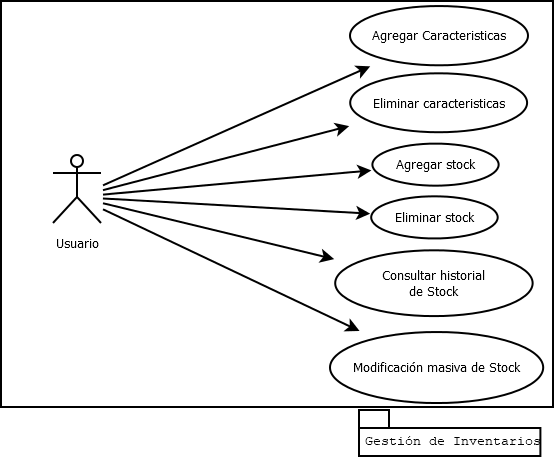 Agregar Caracteristicas
Eliminar caracteristicas
Agregar stock
Eliminar stock
Usuario
Consultar historial
de Stock
Modificación masiva de Stock
Gestión de Inventarios